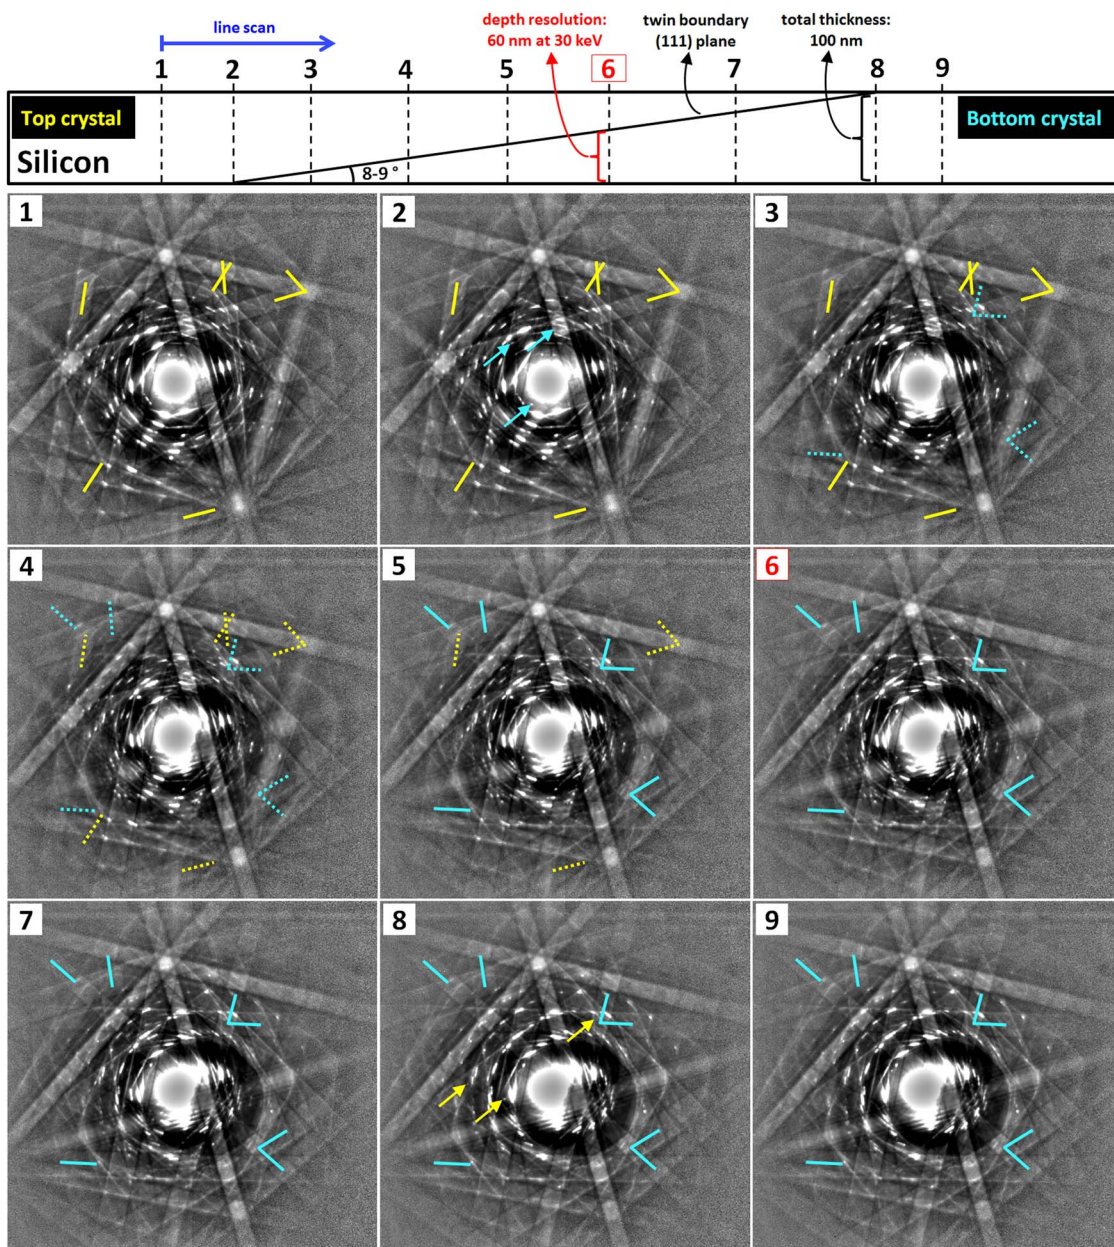 line scan
depth resolution:
60 nm at 30 keV
twin boundary
(111) plane
total thickness:
100 nm
1 2 3 4 5 6 7 8 9
Top crystal
Bottom crystal
Silicon
8-9 °
1
2
3
4
5
6
7
8
9